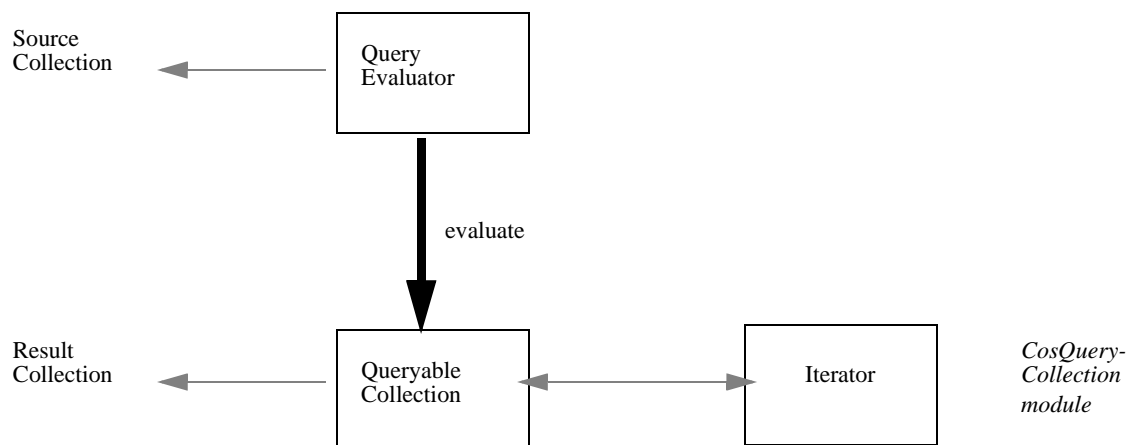 Source
Collection
Query
Evaluator
evaluate
Result
Collection
Queryable
Collection
Iterator
CosQuery-
Collection
module